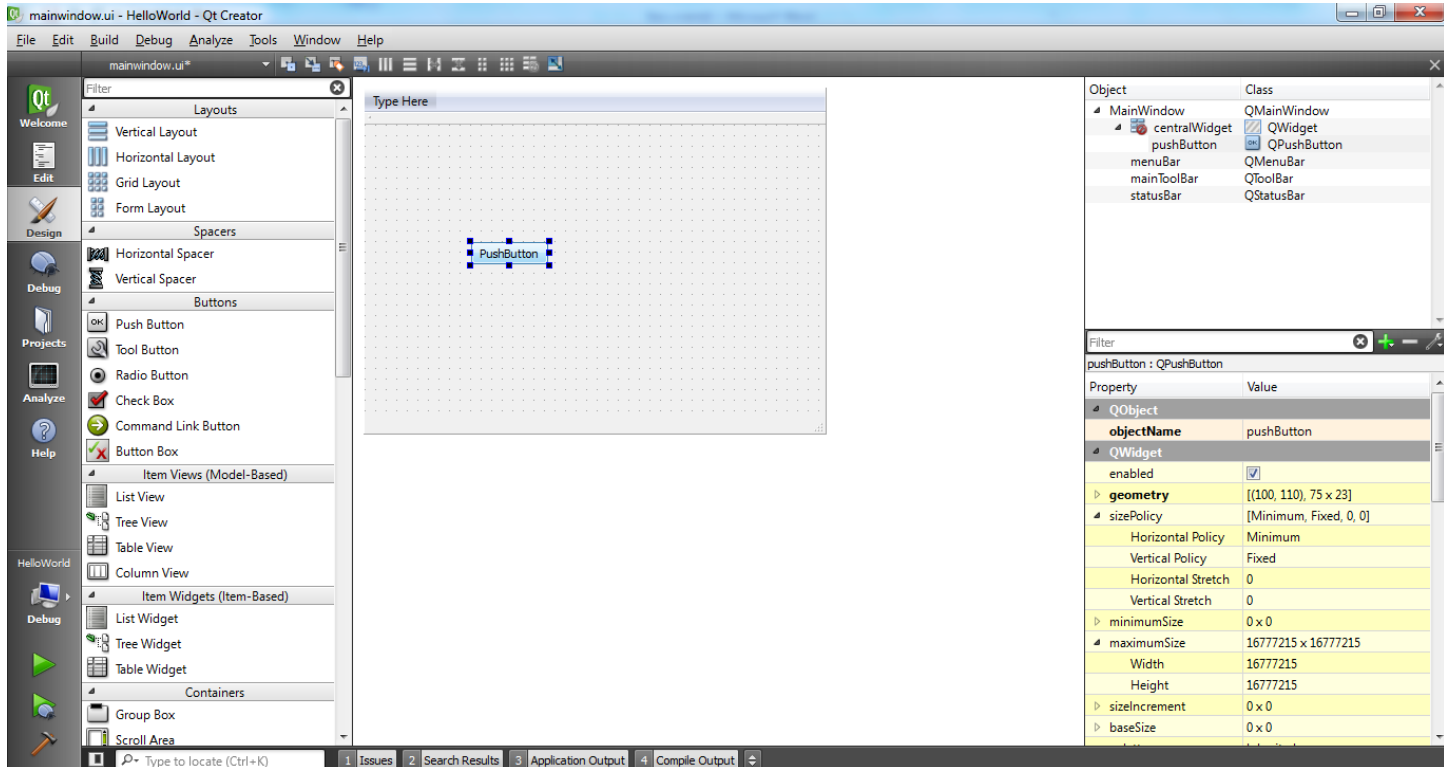 mainwindow.ui - HelloWorld - Qt Creator
File Edit Build Debug Analyze Tools Window Help
mainwindow.ui*
Qt
Welcome
Edit
Design
Debug
Projects
Analyze
Help
HelloWorld
Debug
Filter
Layouts
Vertical Layout
Horizontal Layout
Grid Layout
Form Layout
Spacers
Horizontal Spacer
Vertical Spacer
Buttons
OK Push Button
Tool Button
Radio Button
Check Box
Command Link Button
Button Box
Item Views (Model-Based)
List View
Tree View
Table View
Column View
Item Widgets (Item-Based)
List Widget
Tree Widget
Table Widget
Containers
Group Box
Scroll Area
Type Here
PushButton
Object Class
MainWindow QMainWindow
centralWidget QWidget
pushButton OK QPushButton
menuBar QMenuBar
mainToolBar QToolBar
statusBar QStatusBar
Filter
pushButton : QPushButton
Property Value
QObject
objectName pushButton
QWidget
enabled
geometry [(100, 110), 75 x 23]
sizePolicy [Minimum, Fixed, 0, 0]
Horizontal Policy Minimum
Vertical Policy Fixed
Horizontal Stretch 0
Vertical Stretch 0
minimumSize 0 x 0
maximumSize 16777215 x 16777215
Width 16777215
Height 16777215
sizeIncrement 0 x 0
baseSize 0 x 0
Type to locate (Ctrl+K)
1 Issues 2 Search Results 3 Application Output 4 Compile Output